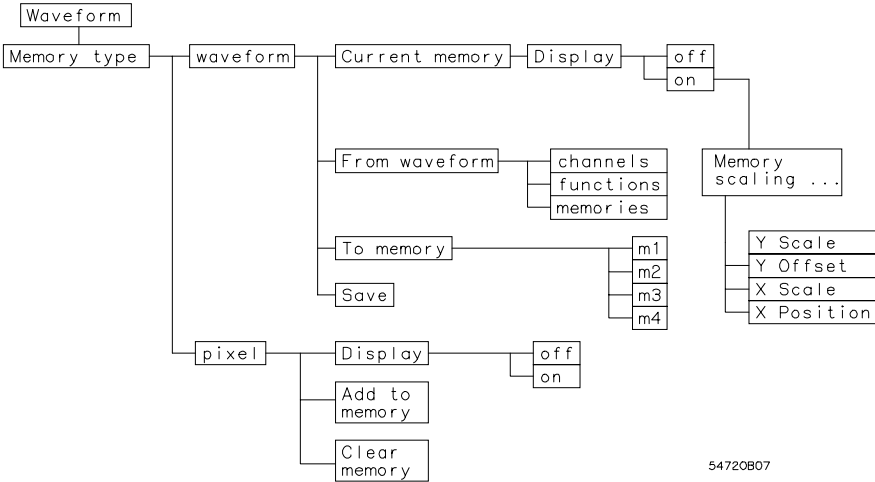 Waveform
Memory type
waveform
Current memory
Display
off
on
From waveform
channels
functions
memories
Memory
scaling ...
To memory
m1
m2
m3
m4
Save
Y Scale
Y Offset
X Scale
X Position
pixel
Display
off
on
Add to
memory
Clear
memory
54720B07